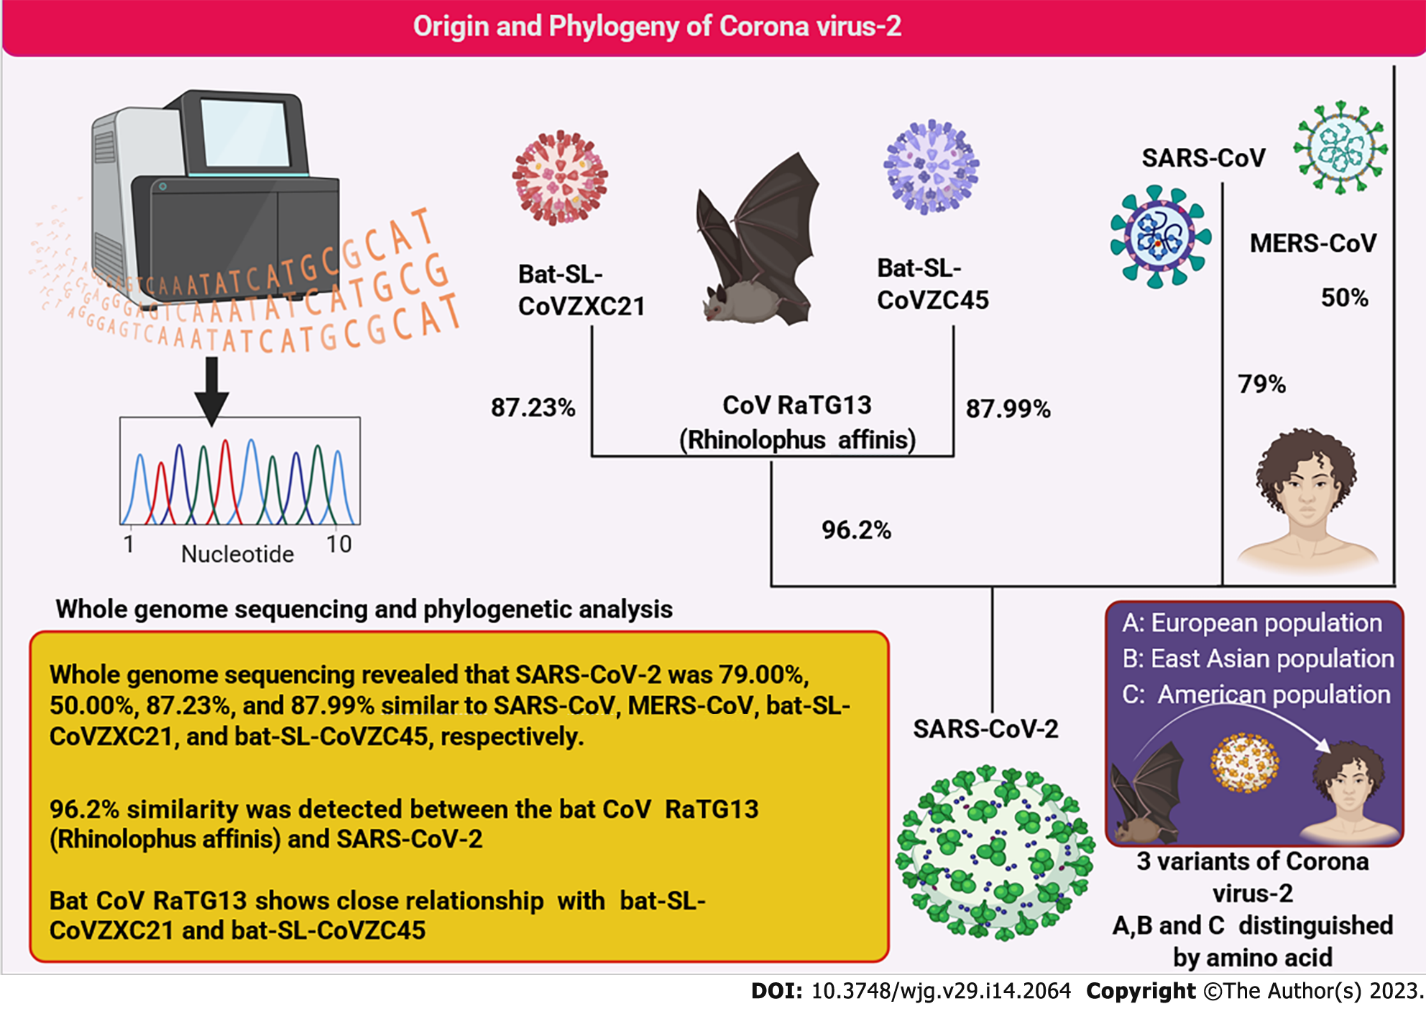 Origin and Phylogeny of Corona virus-2
SARS-CoV
MERS-CoV
50%
79%
Bat-SL-
CoVZXC21
Bat-SL-
CoVZC45
87.23%
CoV RaTG13
(Rhinolophus affinis)
87.99%
96.2%
TCAAATATCATGCGCAT
GGGAGTCAAATATCATGCG
AGGGAGTCAAATATCATGCGCAT
1
10
Nucleotide
Whole genome sequencing and phylogenetic analysis
Whole genome sequencing revealed that SARS-CoV-2 was 79.00%,
50.00%, 87.23%, and 87.99% similar to SARS-CoV, MERS-CoV, bat-SL-
CoVZXC21, and bat-SL-CoVZC45, respectively.
96.2% similarity was detected between the bat CoV RaTG13
(Rhinolophus affinis) and SARS-CoV-2
Bat CoV RaTG13 shows close relationship with bat-SL-
CoVZXC21 and bat-SL-CoVZC45
SARS-CoV-2
A: European population
B: East Asian population
C: American population
3 variants of Corona
virus-2
A,B and C distinguished
by amino acid
DOI: 10.3748/wjg.v29.i14.2064 Copyright ©The Author(s) 2023.